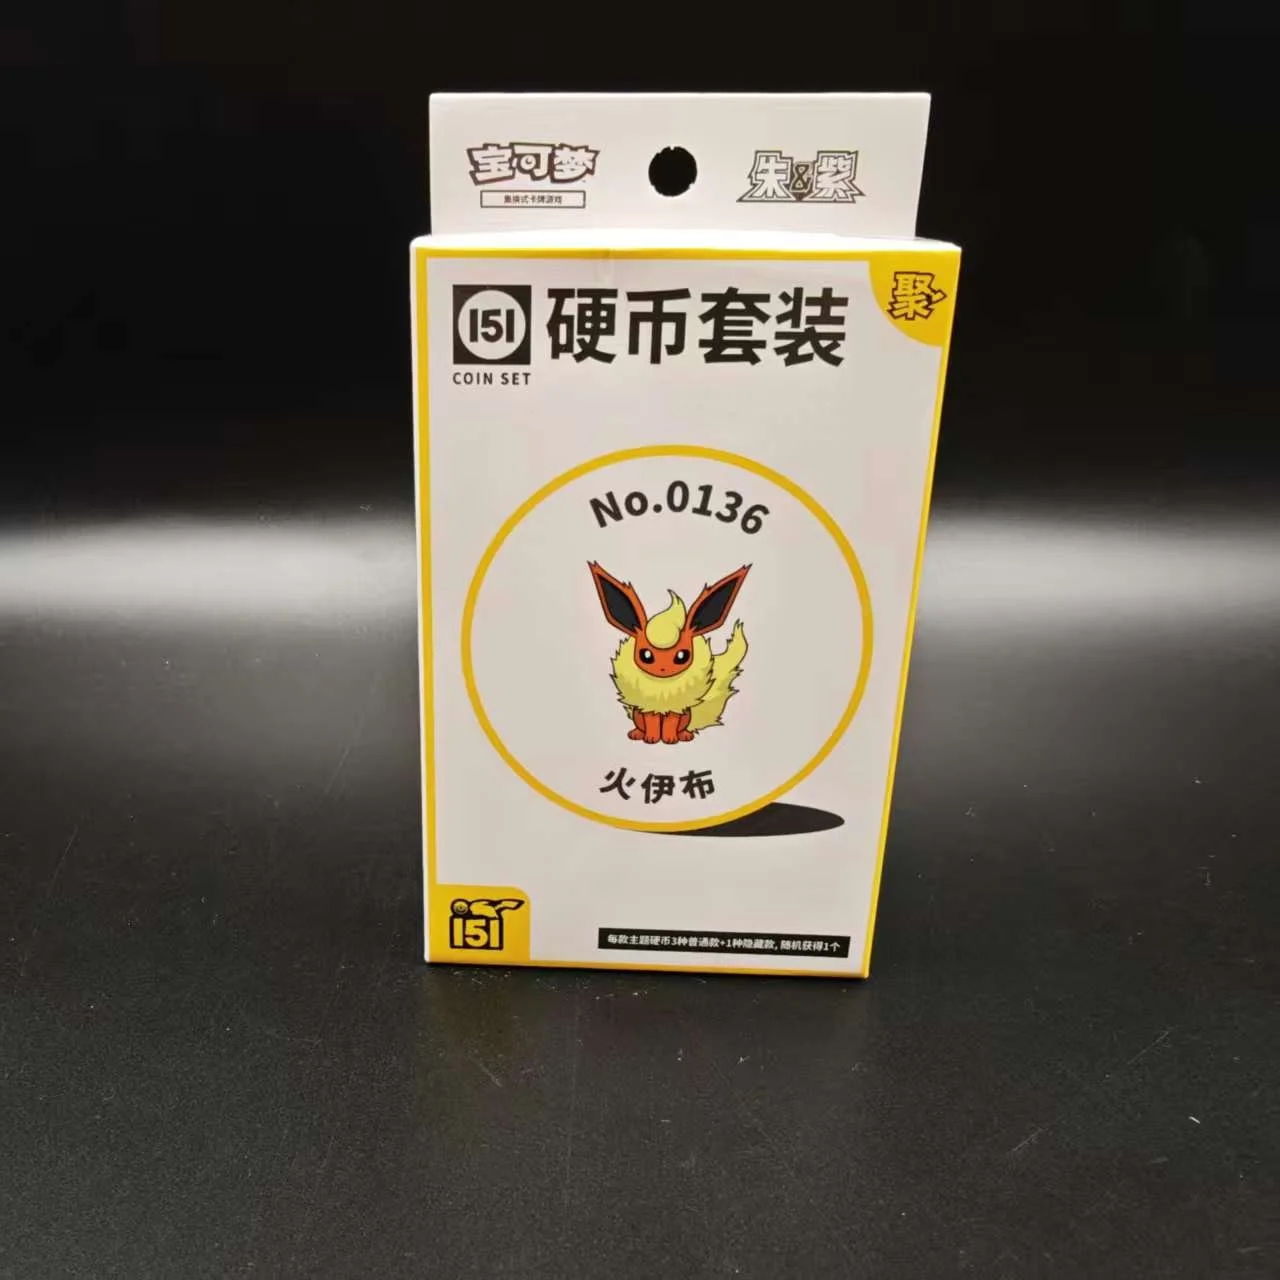 宝可梦
集换式卡牌游戏
朱&紫
聚
151
硬币套装
COIN SET
No.0136
火伊布
151
每款主题硬币3种普通款+1种隐藏款,随机获得1个